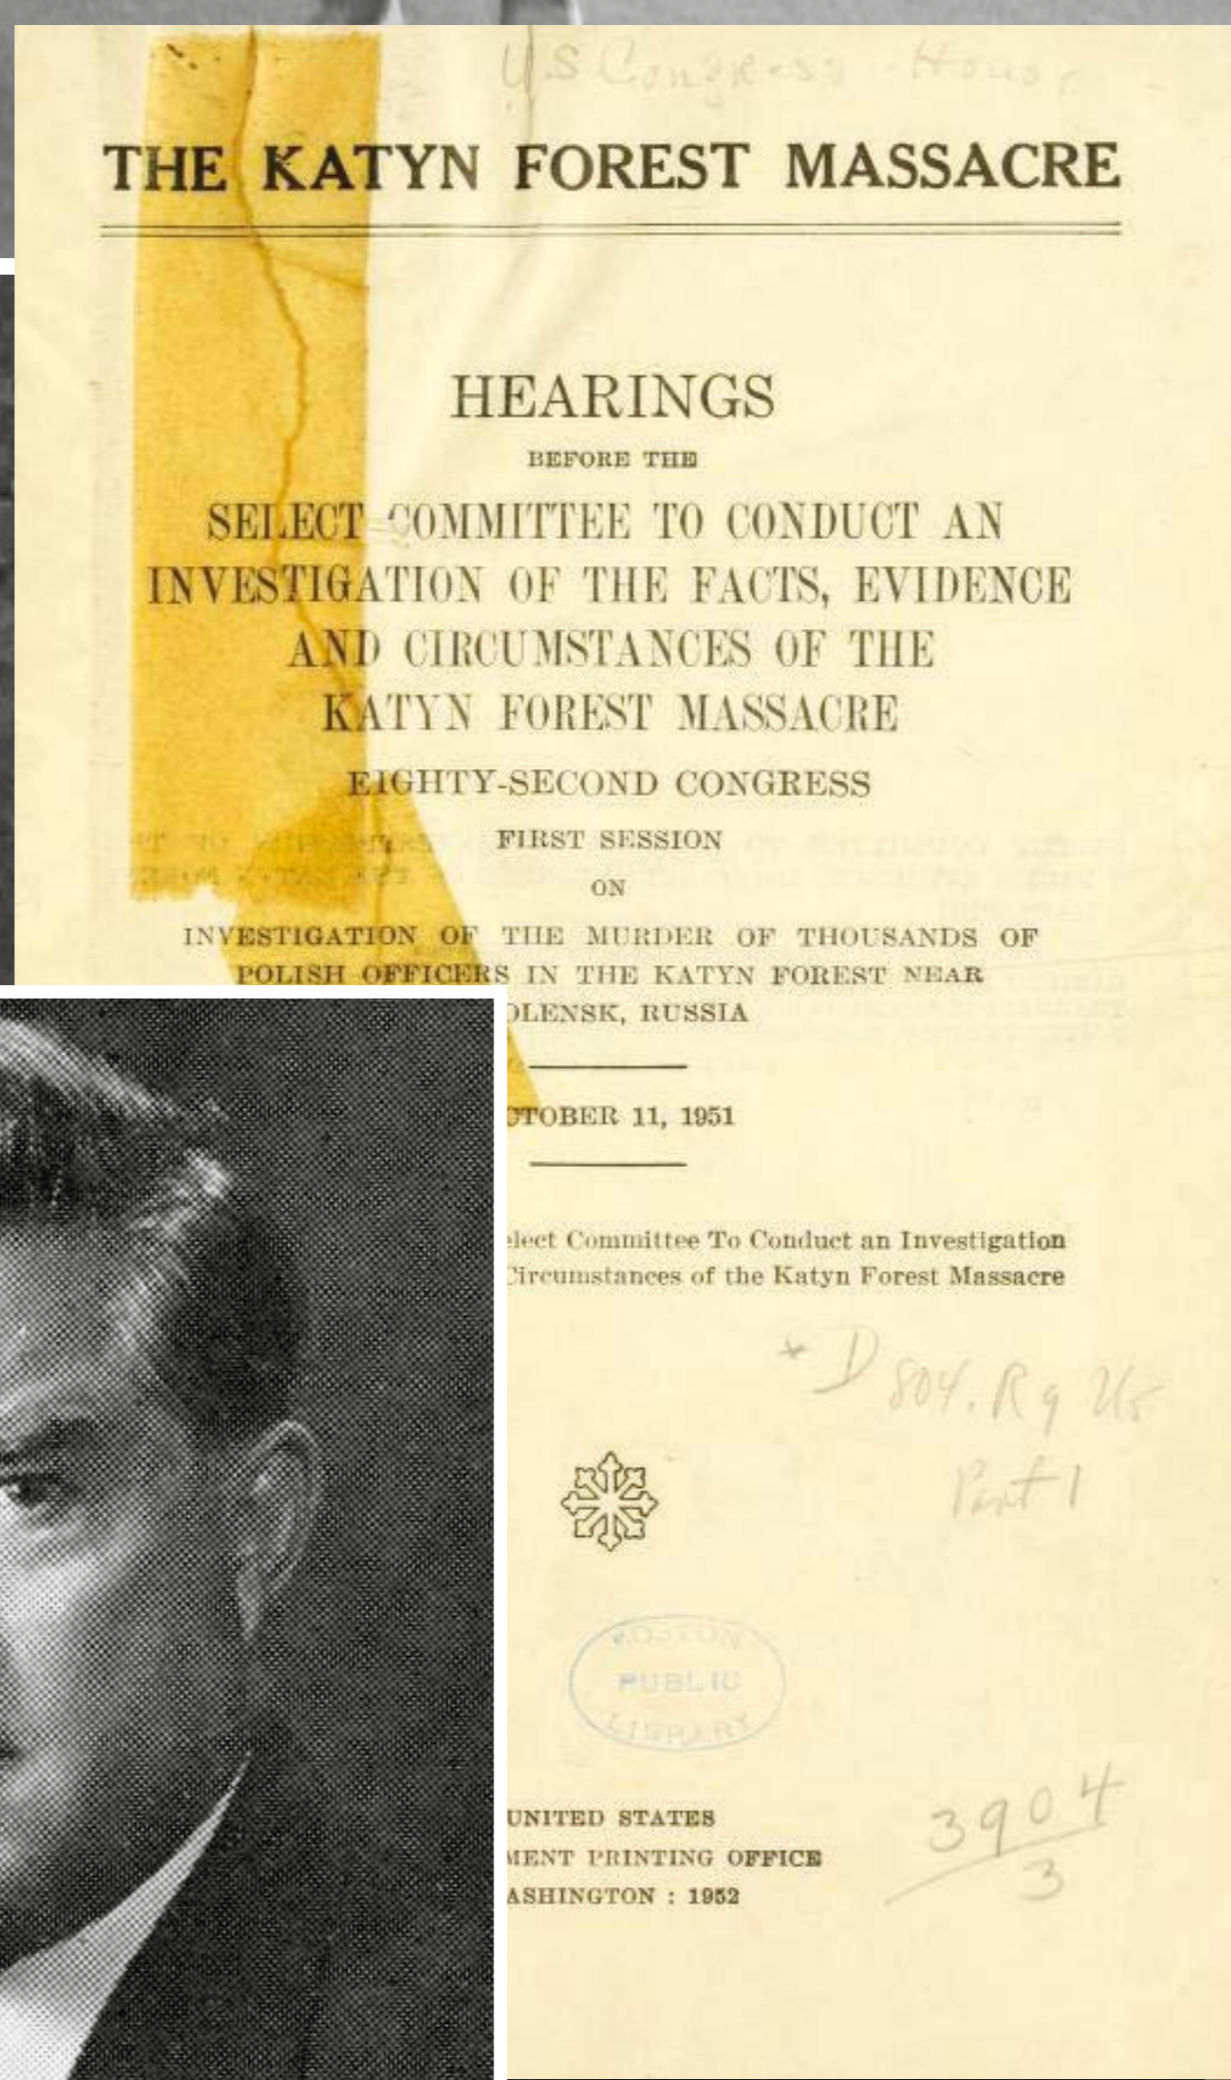 U.S Congress House
THE KATYN FOREST MASSACRE
HEARINGS
BEFORE THE
SELECT COMMITTEE TO CONDUCT AN
INVESTIGATION OF THE FACTS, EVIDENCE
AND CIRCUMSTANCES OF THE
KATYN FOREST MASSACRE
EIGHTY-SECOND CONGRESS
FIRST SESSION
ON
INVESTIGATION OF THE MURDER OF THOUSANDS OF
POLISH OFFICERS IN THE KATYN FOREST NEAR
OLENSK, RUSSIA
CTOBER 11, 1951
elect Committee To Conduct an Investigation
Circumstances of the Katyn Forest Massacre
* D 804.R9 U5
Part 1
BOSTON
PUBLIC
LIBRARY
UNITED STATES
MENT PRINTING OFFICE
ASHINGTON : 1952
3904
3